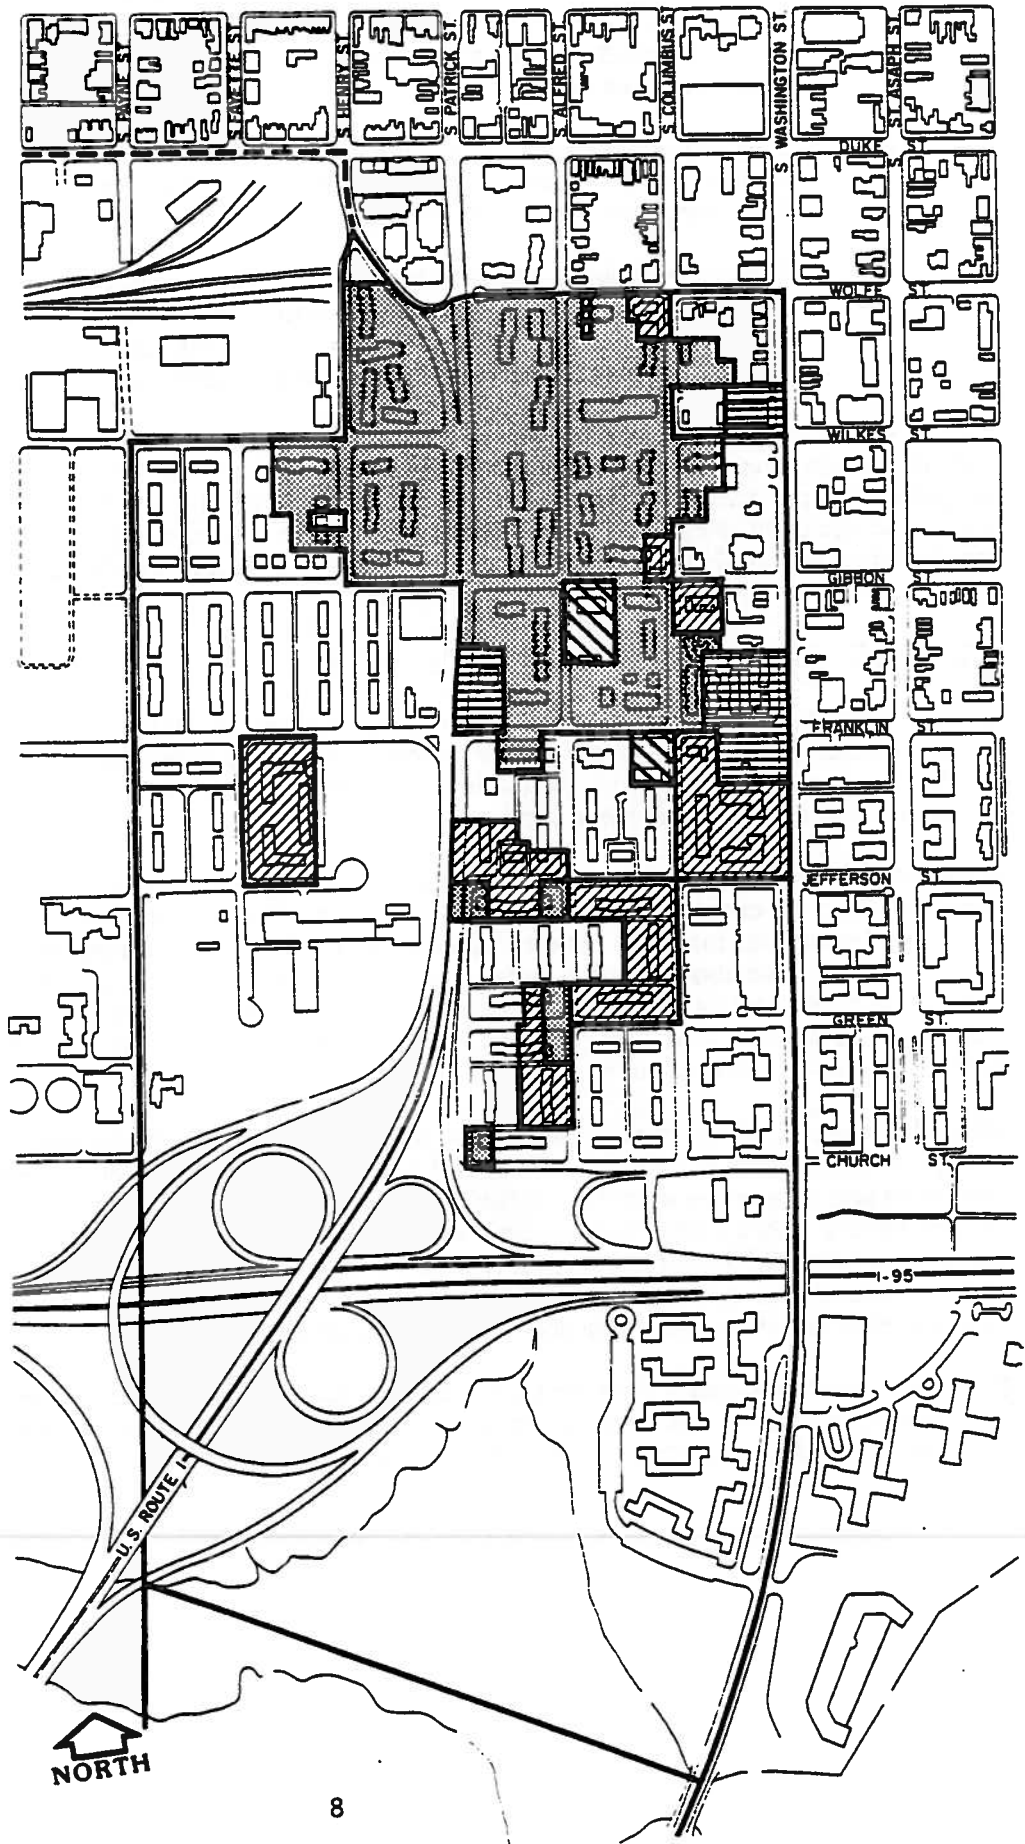 S. PAYNE ST.
S. FAYETTE ST.
S. HENRY ST.
S. PATRICK ST.
S. ALFRED ST.
S. COLUMBUS ST.
S. WASHINGTON ST.
S. ST. ASAPH ST.
DUKE ST.
WOLFE ST.
WILKES ST.
GIBBON ST.
FRANKLIN ST.
JEFFERSON ST.
GREEN ST.
CHURCH ST.
I-95
U.S. ROUTE 1
NORTH
8